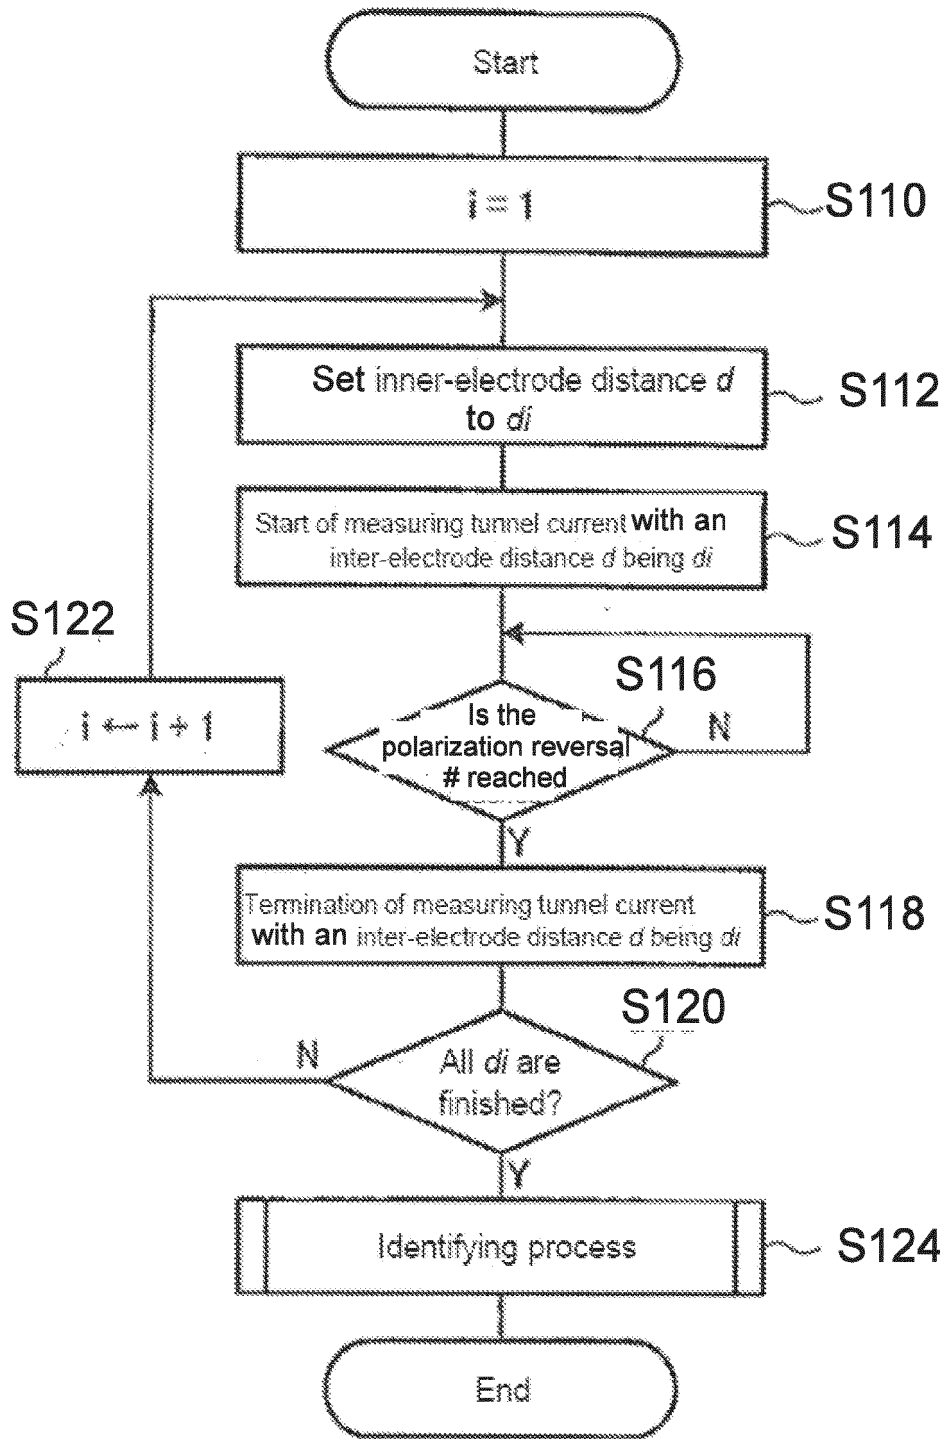 Start
i = 1
S110
Set inner-electrode distance d
to di
S112
Start of measuring tunnel current with an
inter-electrode distance d being di
S114
S122
i ← i + 1
S116
Is the
polarization reversal
# reached
N
Y
Termination of measuring tunnel current
with an inter-electrode distance d being di
S118
S120
N
All di are
finished?
Y
Identifying process
S124
End